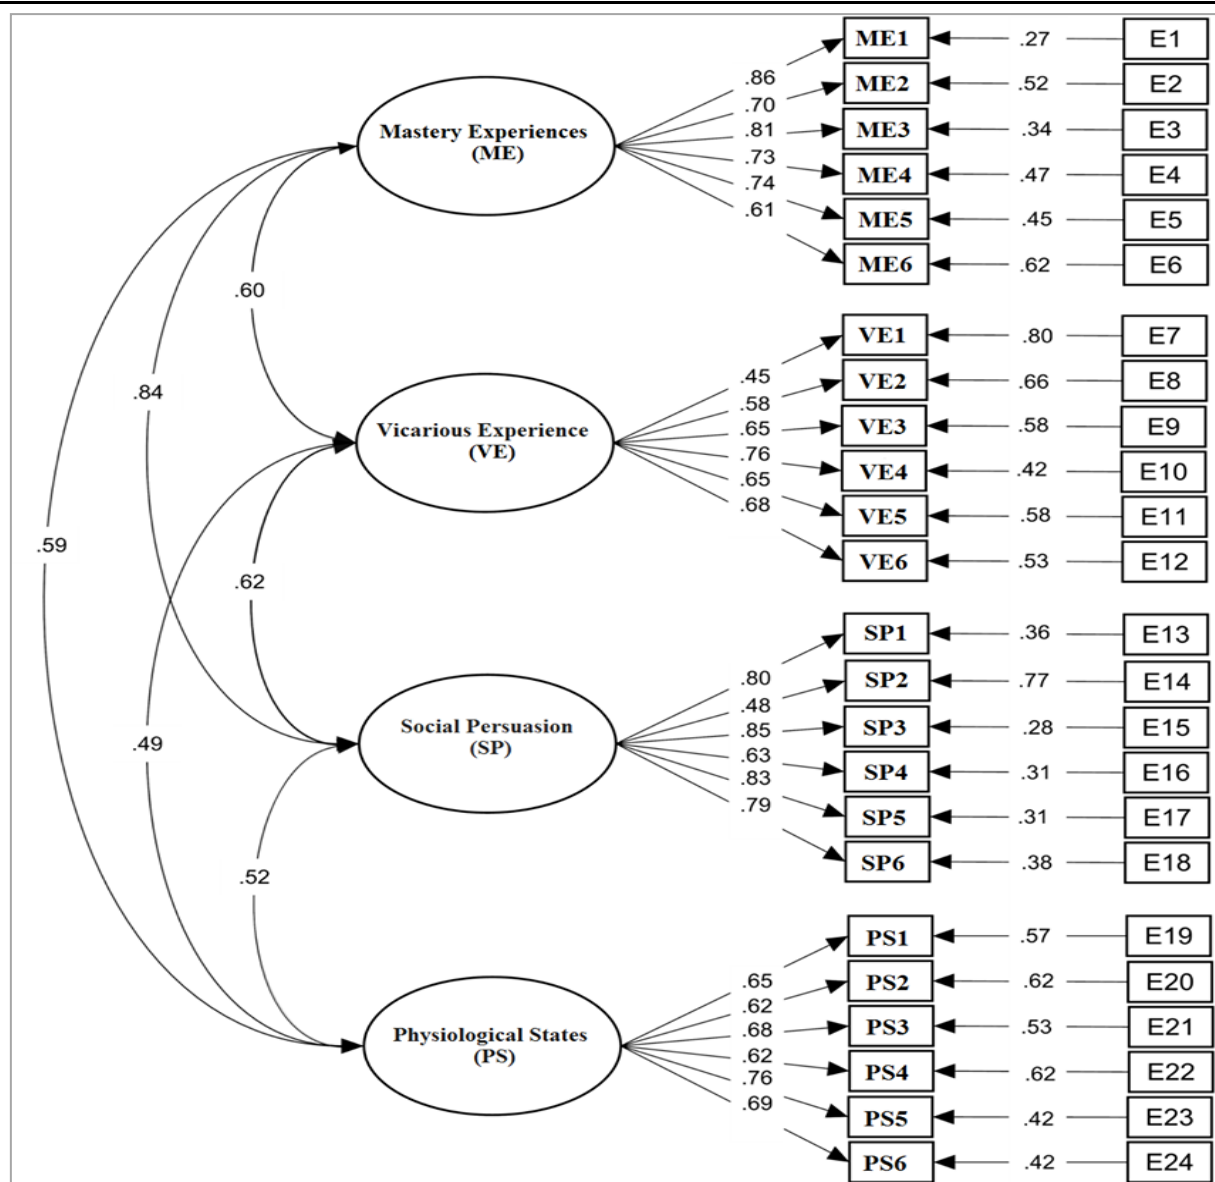 ME1 .27 E1
.86 ME2 .52 E2
.70
Mastery Experiences .81 ME3 .34 E3
(ME) .73 ME4 .47 E4
.74
.61 ME5 .45 E5
ME6 .62 E6
.60
VE1 .80 E7
.45 VE2 .66 E8
.84
.58
Vicarious Experience .65 VE3 .58 E9
(VE) .76 VE4 .42 E10
.65
.68 VE5 .58 E11
.59
VE6 .53 E12
.62
SP1 .36 E13
.80 SP2 .77 E14
.48
Social Persuasion .85 SP3 .28 E15
(SP) .63 SP4 .31 E16
.49
.83
.79 SP5 .31 E17
SP6 .38 E18
.52
PS1 .57 E19
.65 PS2 .62 E20
.62
Physiological States .68 PS3 .53 E21
(PS) .62 PS4 .62 E22
.76
.69 PS5 .42 E23
PS6 .42 E24